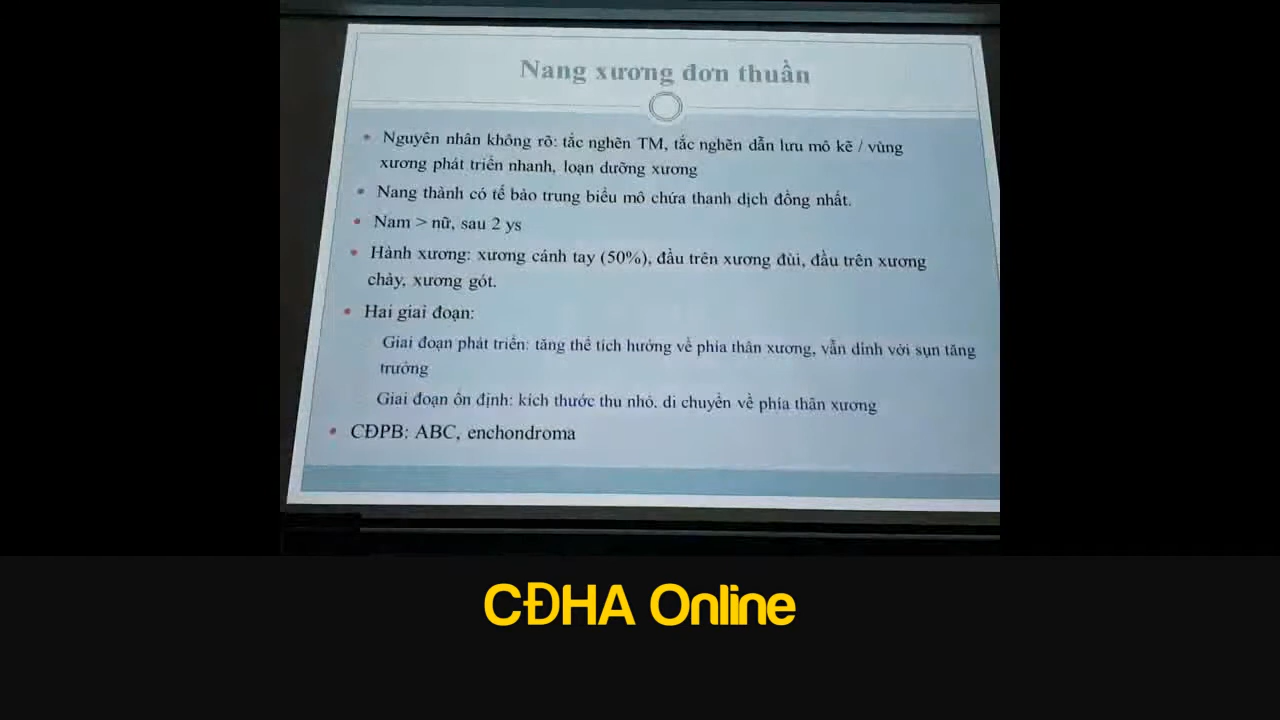 Nang xương đơn thuần
• Nguyên nhân không rõ: tắc nghẽn TM, tắc nghẽn dẫn lưu mô kẽ / vùng
xương phát triển nhanh, loạn dưỡng xương
• Nang thành có tế bào trung biểu mô chứa thanh dịch đồng nhất.
• Nam > nữ, sau 2 ys
• Hành xương: xương cánh tay (50%), đầu trên xương đùi, đầu trên xương
chày, xương gót.
• Hai giai đoạn:
Giai đoạn phát triển: tăng thể tích hướng về phía thân xương, vẫn dính với sụn tăng
trưởng
Giai đoạn ổn định: kích thước thu nhỏ. di chuyển về phía thân xương
• CĐPB: ABC, enchondroma
CĐHA Online